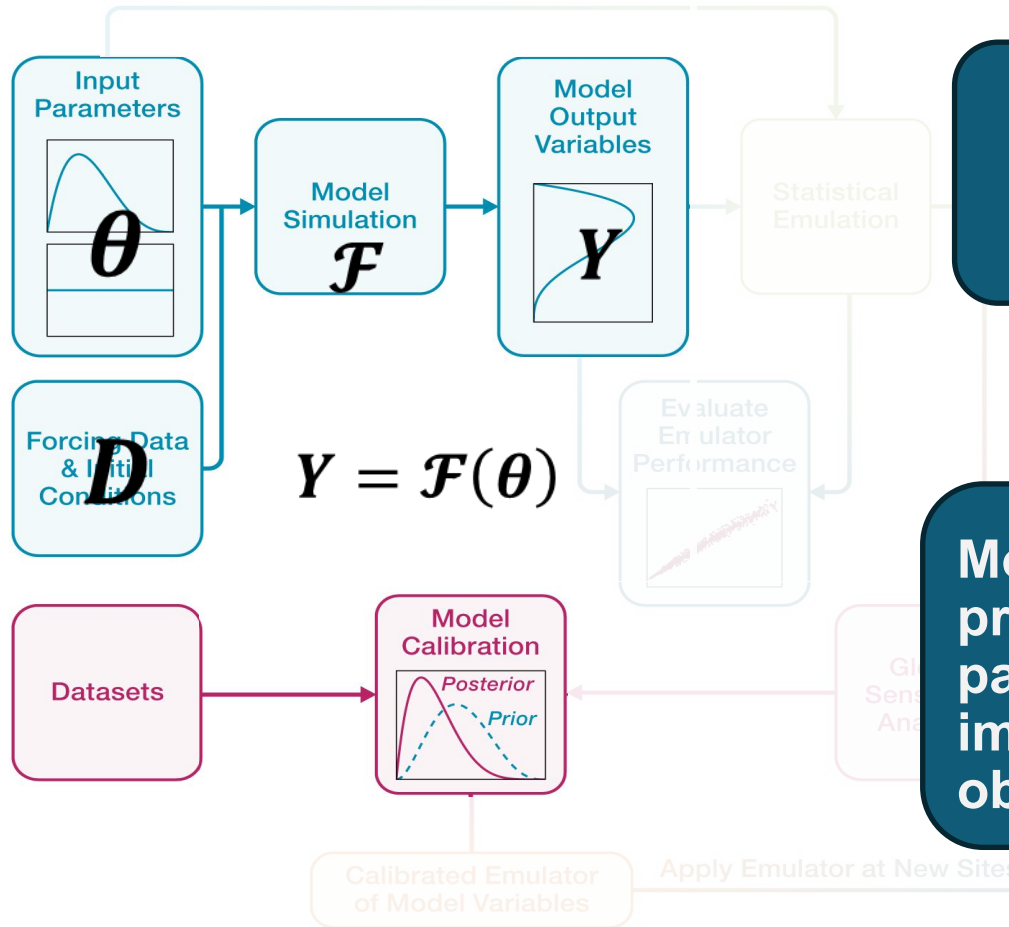 Input
Parameters
θ
Model
Simulation
ℱ
Model
Output
Variables
Y
Statistical
Emulation
Forcing Data
& Initial
Conditions
D
Y = ℱ(θ)
Evaluate
Emulator
Performance
Datasets
Model
Calibration
Posterior
Prior
Calibrated Emulator
of Model Variables
Apply Emulator at New Sites